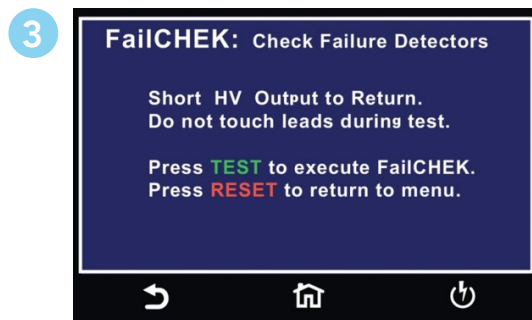 3
FailCHEK: Check Failure Detectors
Short HV Output to Return.
Do not touch leads during test.
Press TEST to execute FailCHEK.
Press RESET to return to menu.